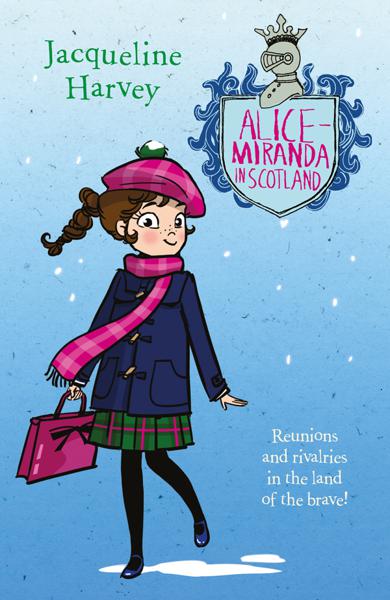 Jacqueline
Harvey
ALICE-
MIRANDA
IN SCOTLAND
Reunions
and rivalries
in the land
of the brave!